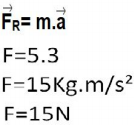 F⃗R= m.a⃗
F=5.3
F=15Kg.m/s²
F=15N